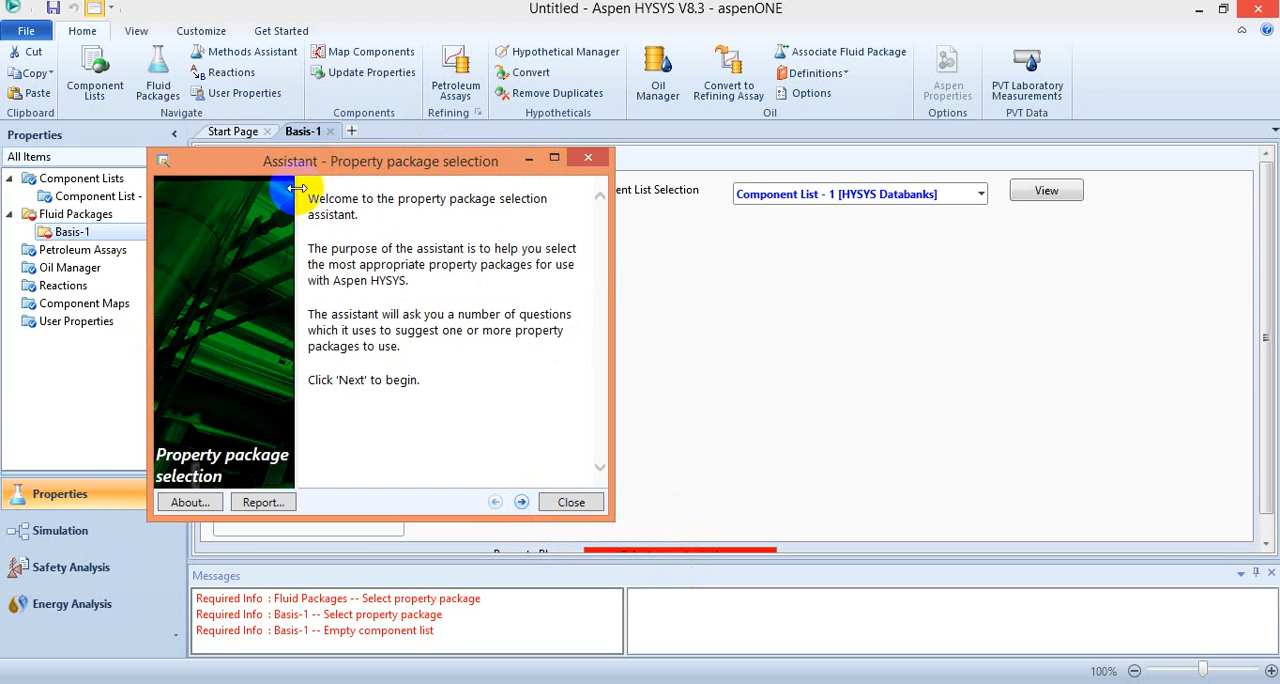 Untitled - Aspen HYSYS V8.3 - aspenONE
File Home View Customize Get Started
Cut
Copy
Paste
Clipboard
Component Lists
Fluid Packages
Methods Assistant
Reactions
User Properties
Navigate
Map Components
Update Properties
Components
Petroleum Assays
Refining
Hypothetical Manager
Convert
Remove Duplicates
Hypotheticals
Oil Manager
Convert to Refining Assay
Associate Fluid Package
Definitions
Options
Oil
Aspen Properties
Options
PVT Laboratory Measurements
PVT Data
Properties
All Items
Component Lists
Component List -
Fluid Packages
Basis-1
Petroleum Assays
Oil Manager
Reactions
Component Maps
User Properties
Properties
Simulation
Safety Analysis
Energy Analysis
Start Page Basis-1
ent List Selection
Component List - 1 [HYSYS Databanks]
View
Assistant - Property package selection
Welcome to the property package selection
assistant.
The purpose of the assistant is to help you select
the most appropriate property packages for use
with Aspen HYSYS.
The assistant will ask you a number of questions
which it uses to suggest one or more property
packages to use.
Click 'Next' to begin.
Property package
selection
About... Report... Close
Messages
Required Info : Fluid Packages -- Select property package
Required Info : Basis-1 -- Select property package
Required Info : Basis-1 -- Empty component list
100%